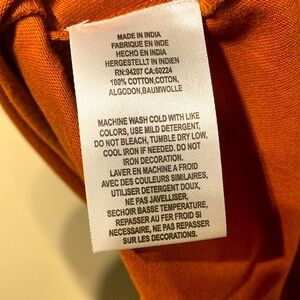 MADE IN INDIA
FABRIQUE EN INDE
HECHO EN INDIA
HERGESTELLT IN INDIEN
RN:94207 CA:60224
100% COTTON,COTON,
ALGODON,BAUMWOLLE
MACHINE WASH COLD WITH LIKE
COLORS, USE MILD DETERGENT,
DO NOT BLEACH, TUMBLE DRY LOW,
COOL IRON IF NEEDED. DO NOT
IRON DECORATION.
LAVER EN MACHINE A FROID
AVEC DES COULEURS SIMILAIRES,
UTILISER DETERGENT DOUX,
NE PAS JAVELLISER,
SECHOIR BASSE TEMPERATURE,
REPASSER AU FER FROID SI
NECESSAIRE, NE PAS REPASSER
SUR LES DECORATIONS.